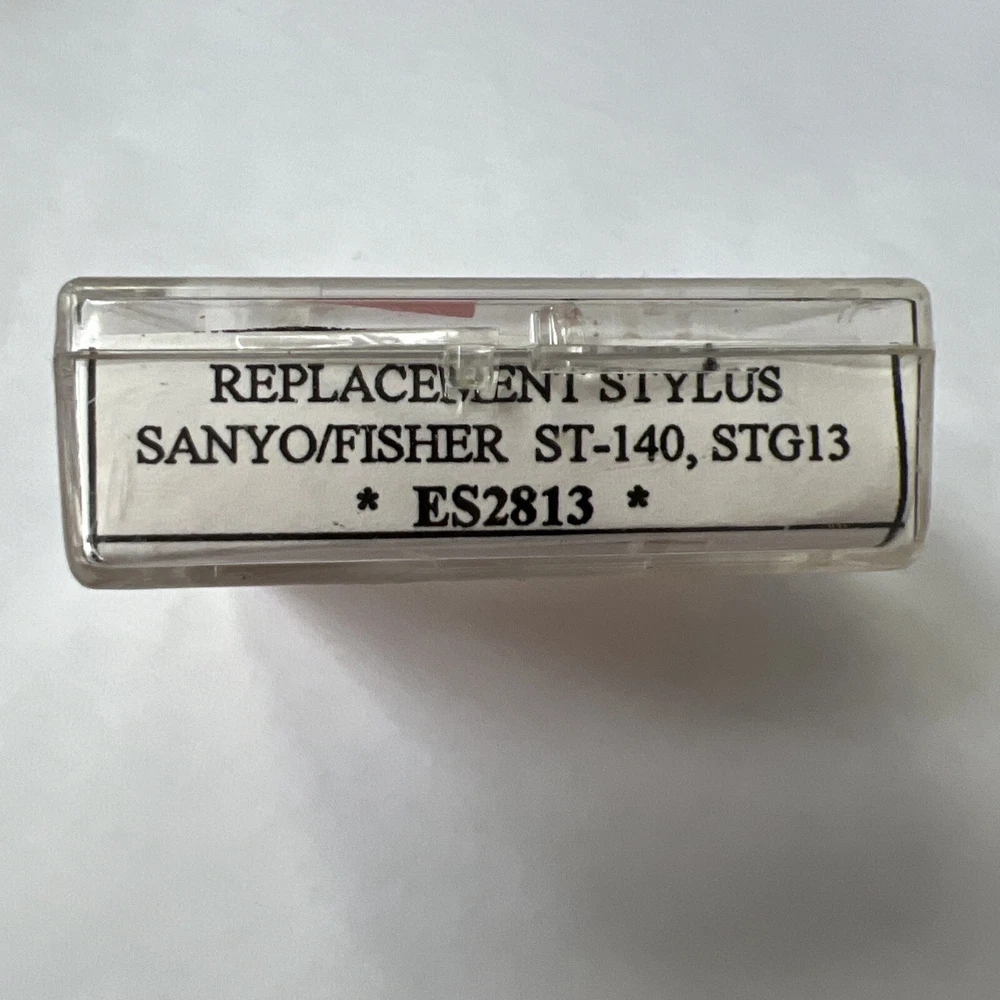 REPLACEMENT STYLUS
SANYO/FISHER ST-140, STG13
* ES2813 *